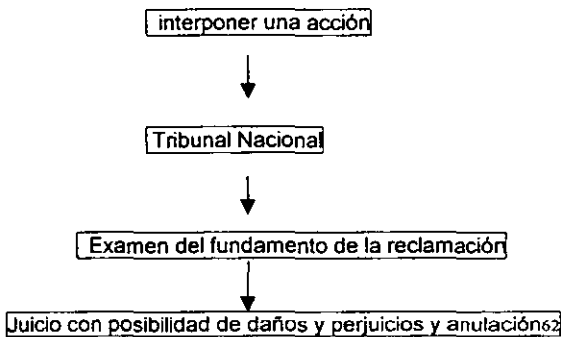 interponer una acción
Tribunal Nacional
Examen del fundamento de la reclamación
Juicio con posibilidad de daños y perjuicios y anulación62